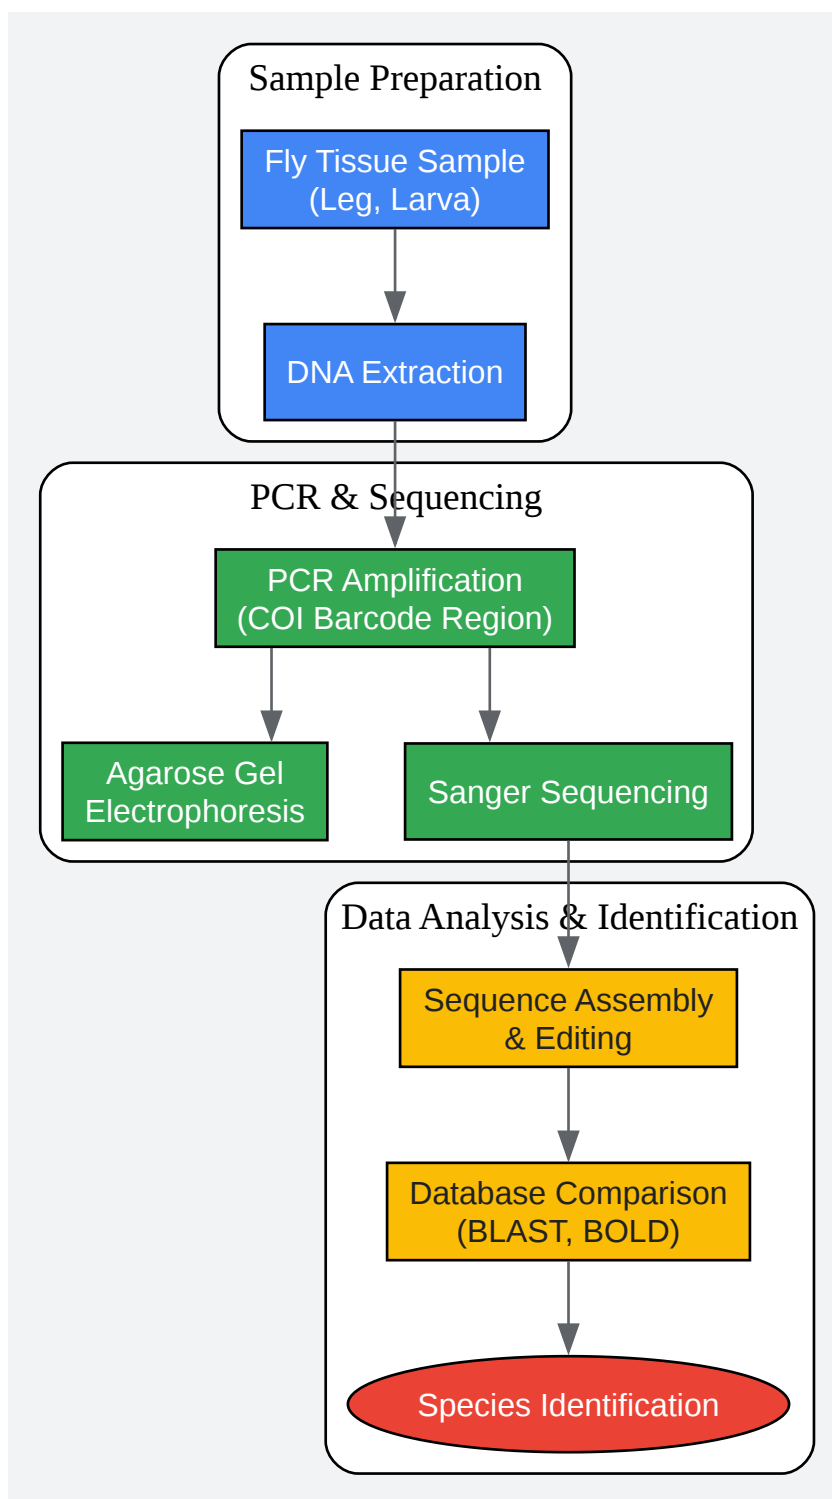 Sample Preparation
Fly Tissue Sample
(Leg, Larva)
DNA Extraction
PCR & Sequencing
PCR Amplification
(COI Barcode Region)
Agarose Gel
Electrophoresis
Sanger Sequencing
Data Analysis & Identification
Sequence Assembly
& Editing
Database Comparison
(BLAST, BOLD)
Species Identification